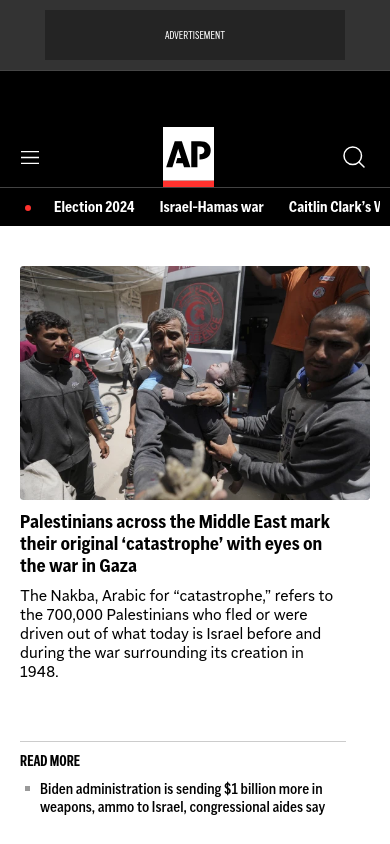 ADVERTISEMENT
AP
Election 2024 Israel-Hamas war Caitlin Clark's
Palestinians across the Middle East mark
their original ‘catastrophe’ with eyes on
the war in Gaza
The Nakba, Arabic for “catastrophe,” refers to
the 700,000 Palestinians who fled or were
driven out of what today is Israel before and
during the war surrounding its creation in
1948.
READ MORE
Biden administration is sending $1 billion more in
weapons, ammo to Israel, congressional aides say